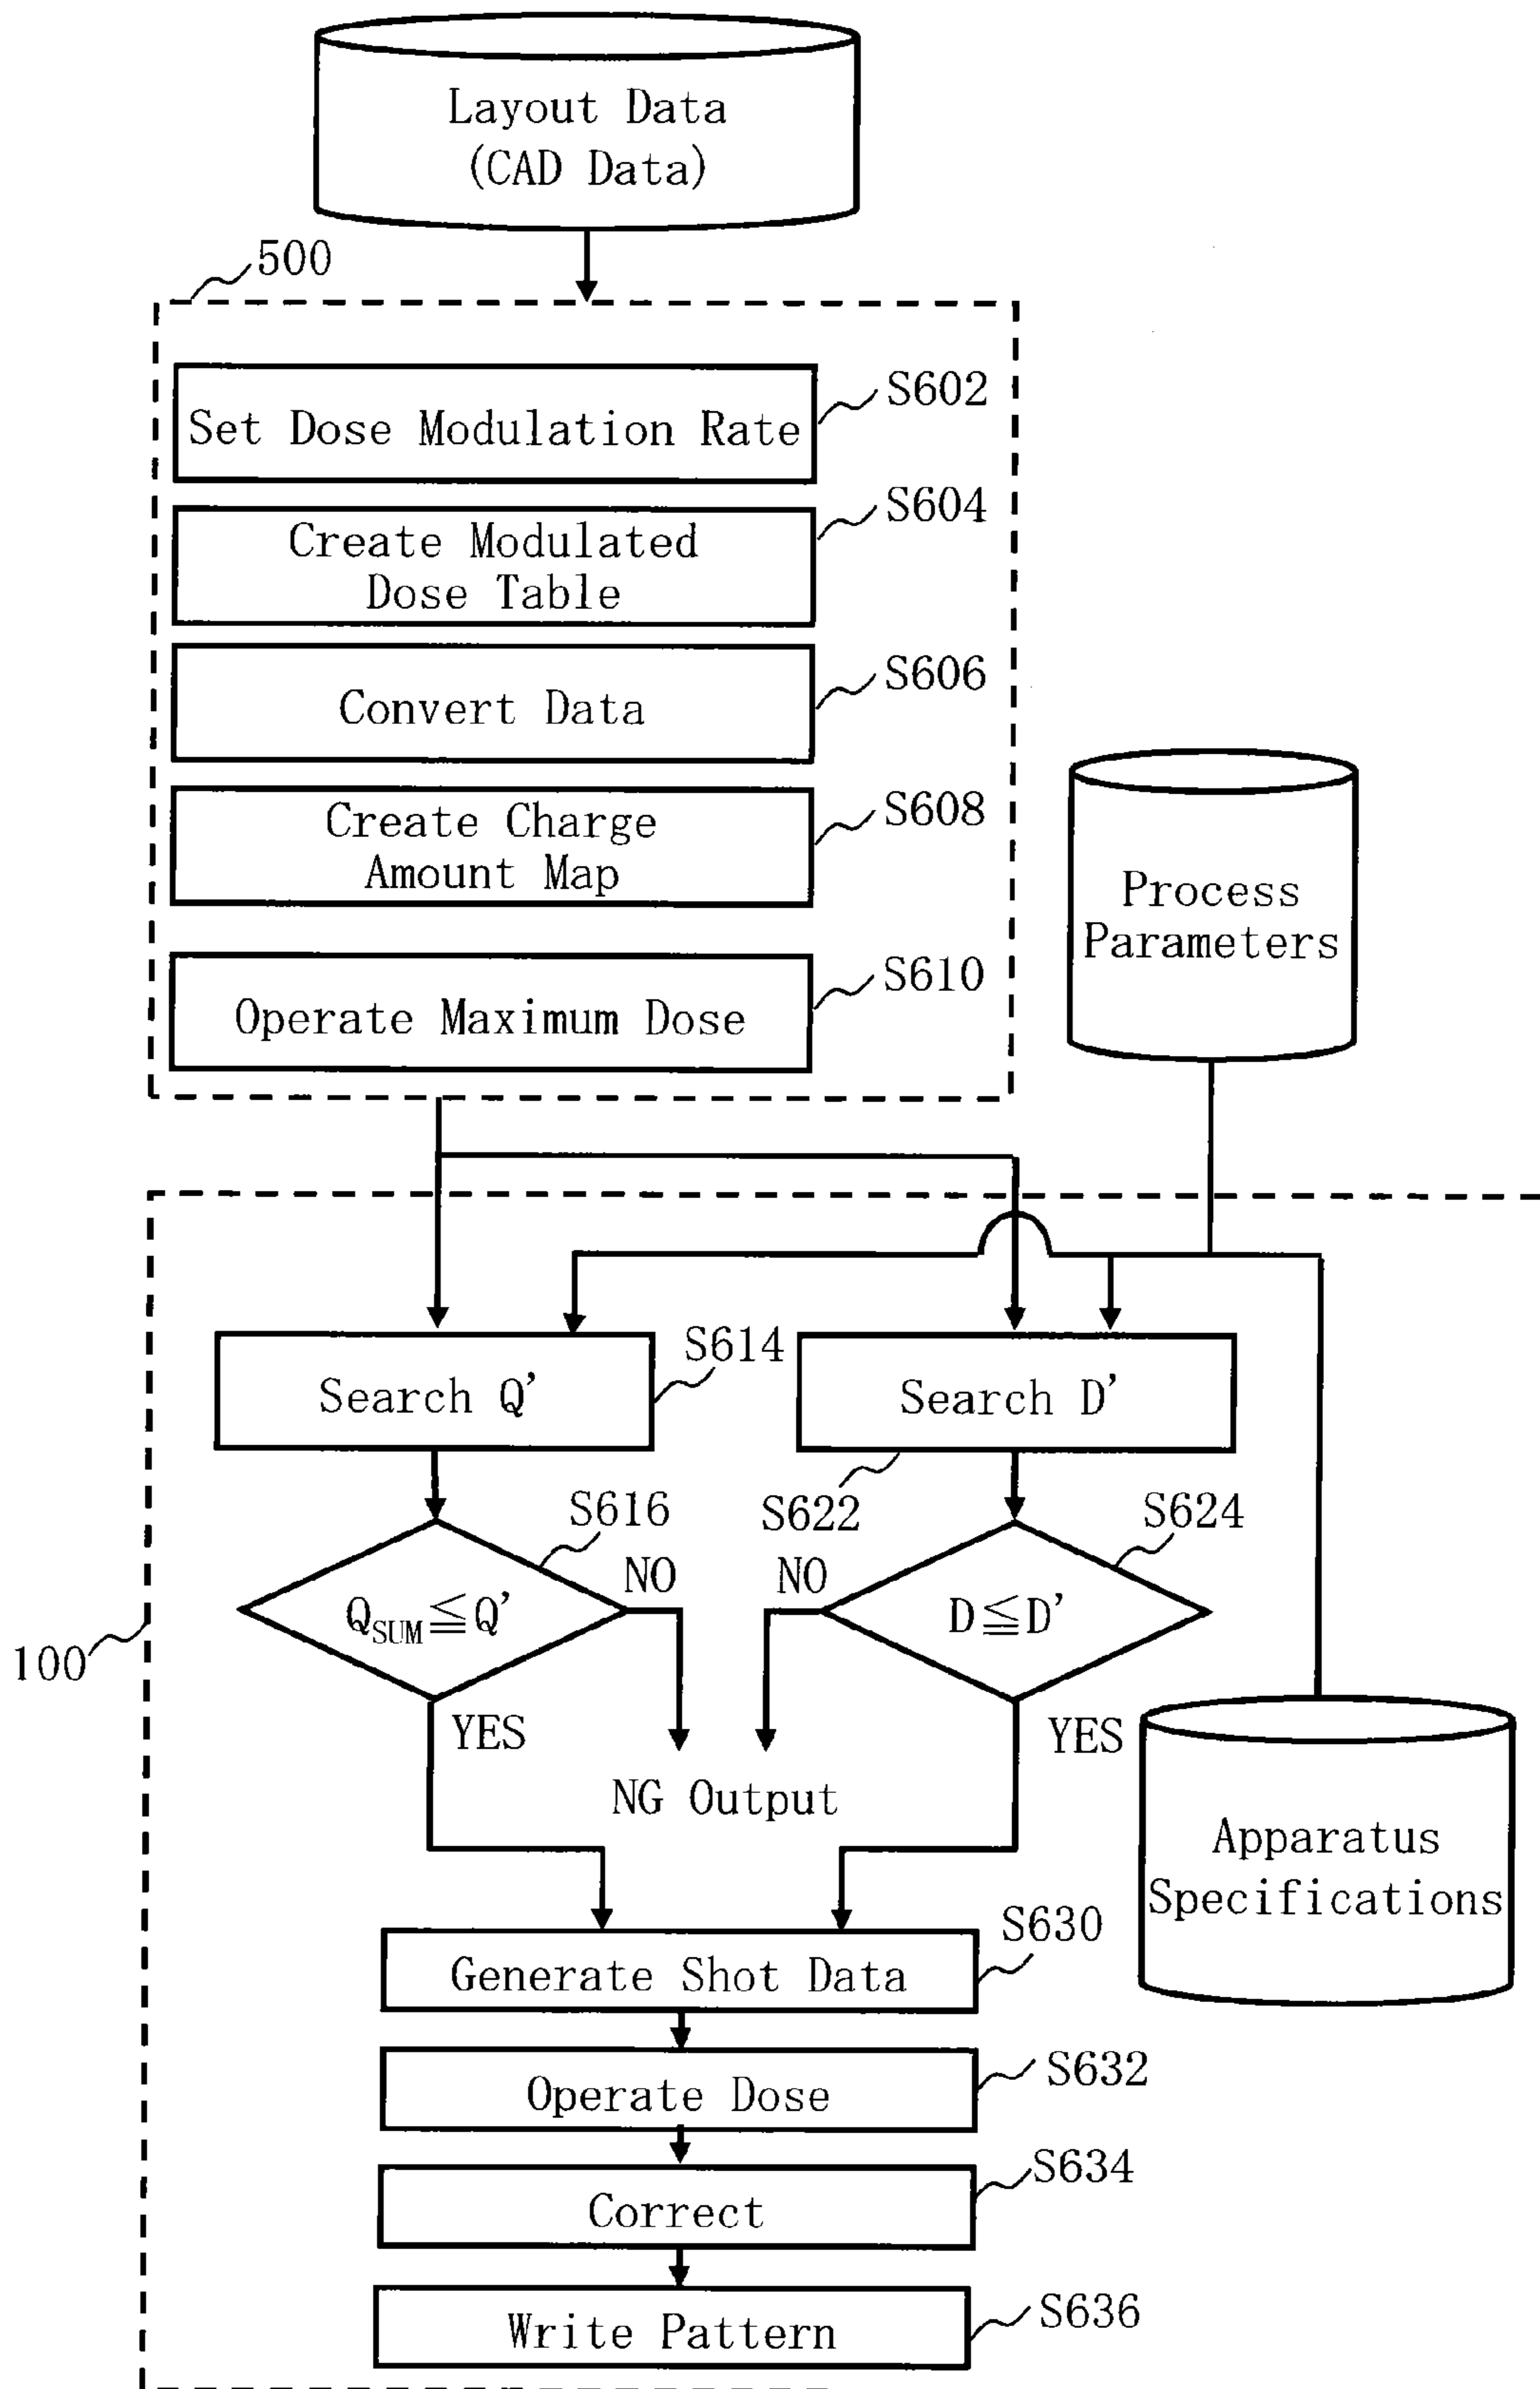 Layout Data
(CAD Data)
500
S602
Set Dose Modulation Rate
S604
Create Modulated
Dose Table
S606
Convert Data
S608
Create Charge
Amount Map
Process
Parameters
S610
Operate Maximum Dose
S614
Search Q'
Search D'
S616
S622
S624
NO
NO
Q_SUM≦Q'
D≦D'
100
YES
YES
NG Output
Apparatus
Specifications
S630
Generate Shot Data
S632
Operate Dose
S634
Correct
S636
Write Pattern